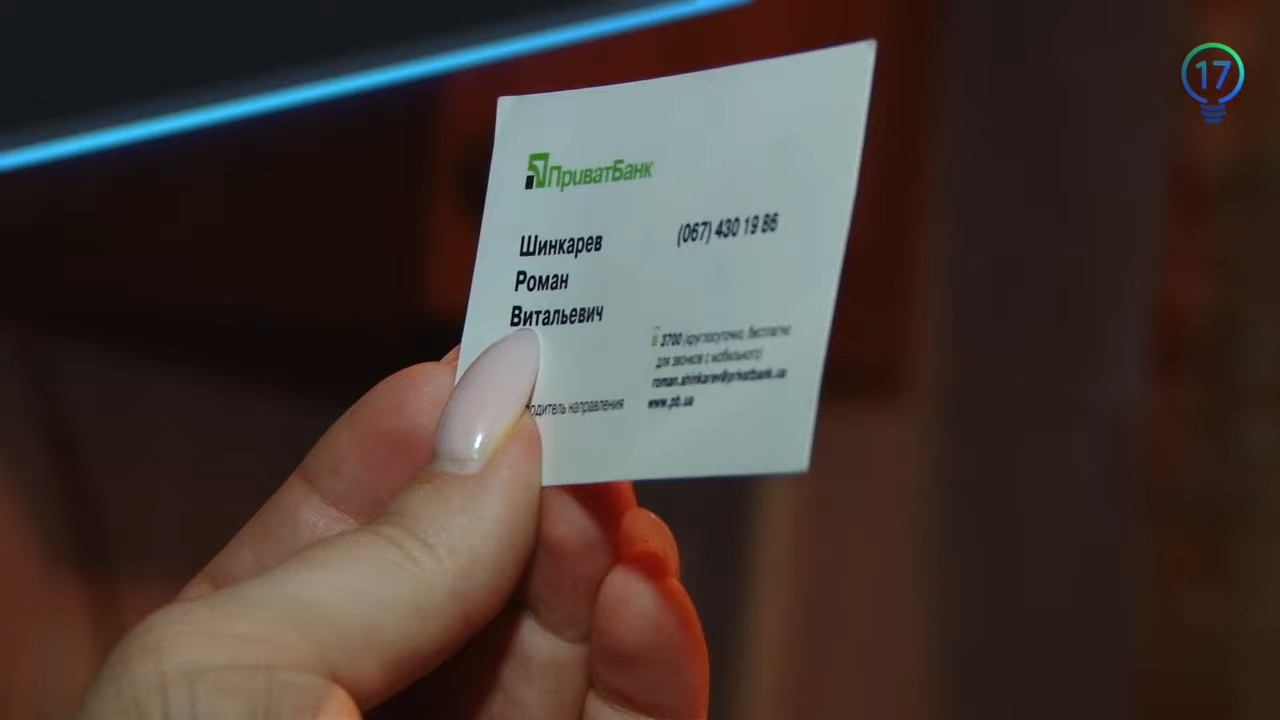 17
ПриватБанк
Шинкарев
Роман
Витальевич
(067) 430 19 86
3700 (круглосуточно, бесплатно
для звонков с мобильного)
roman.shinkarev@privatbank.ua
www.pb.ua
направления